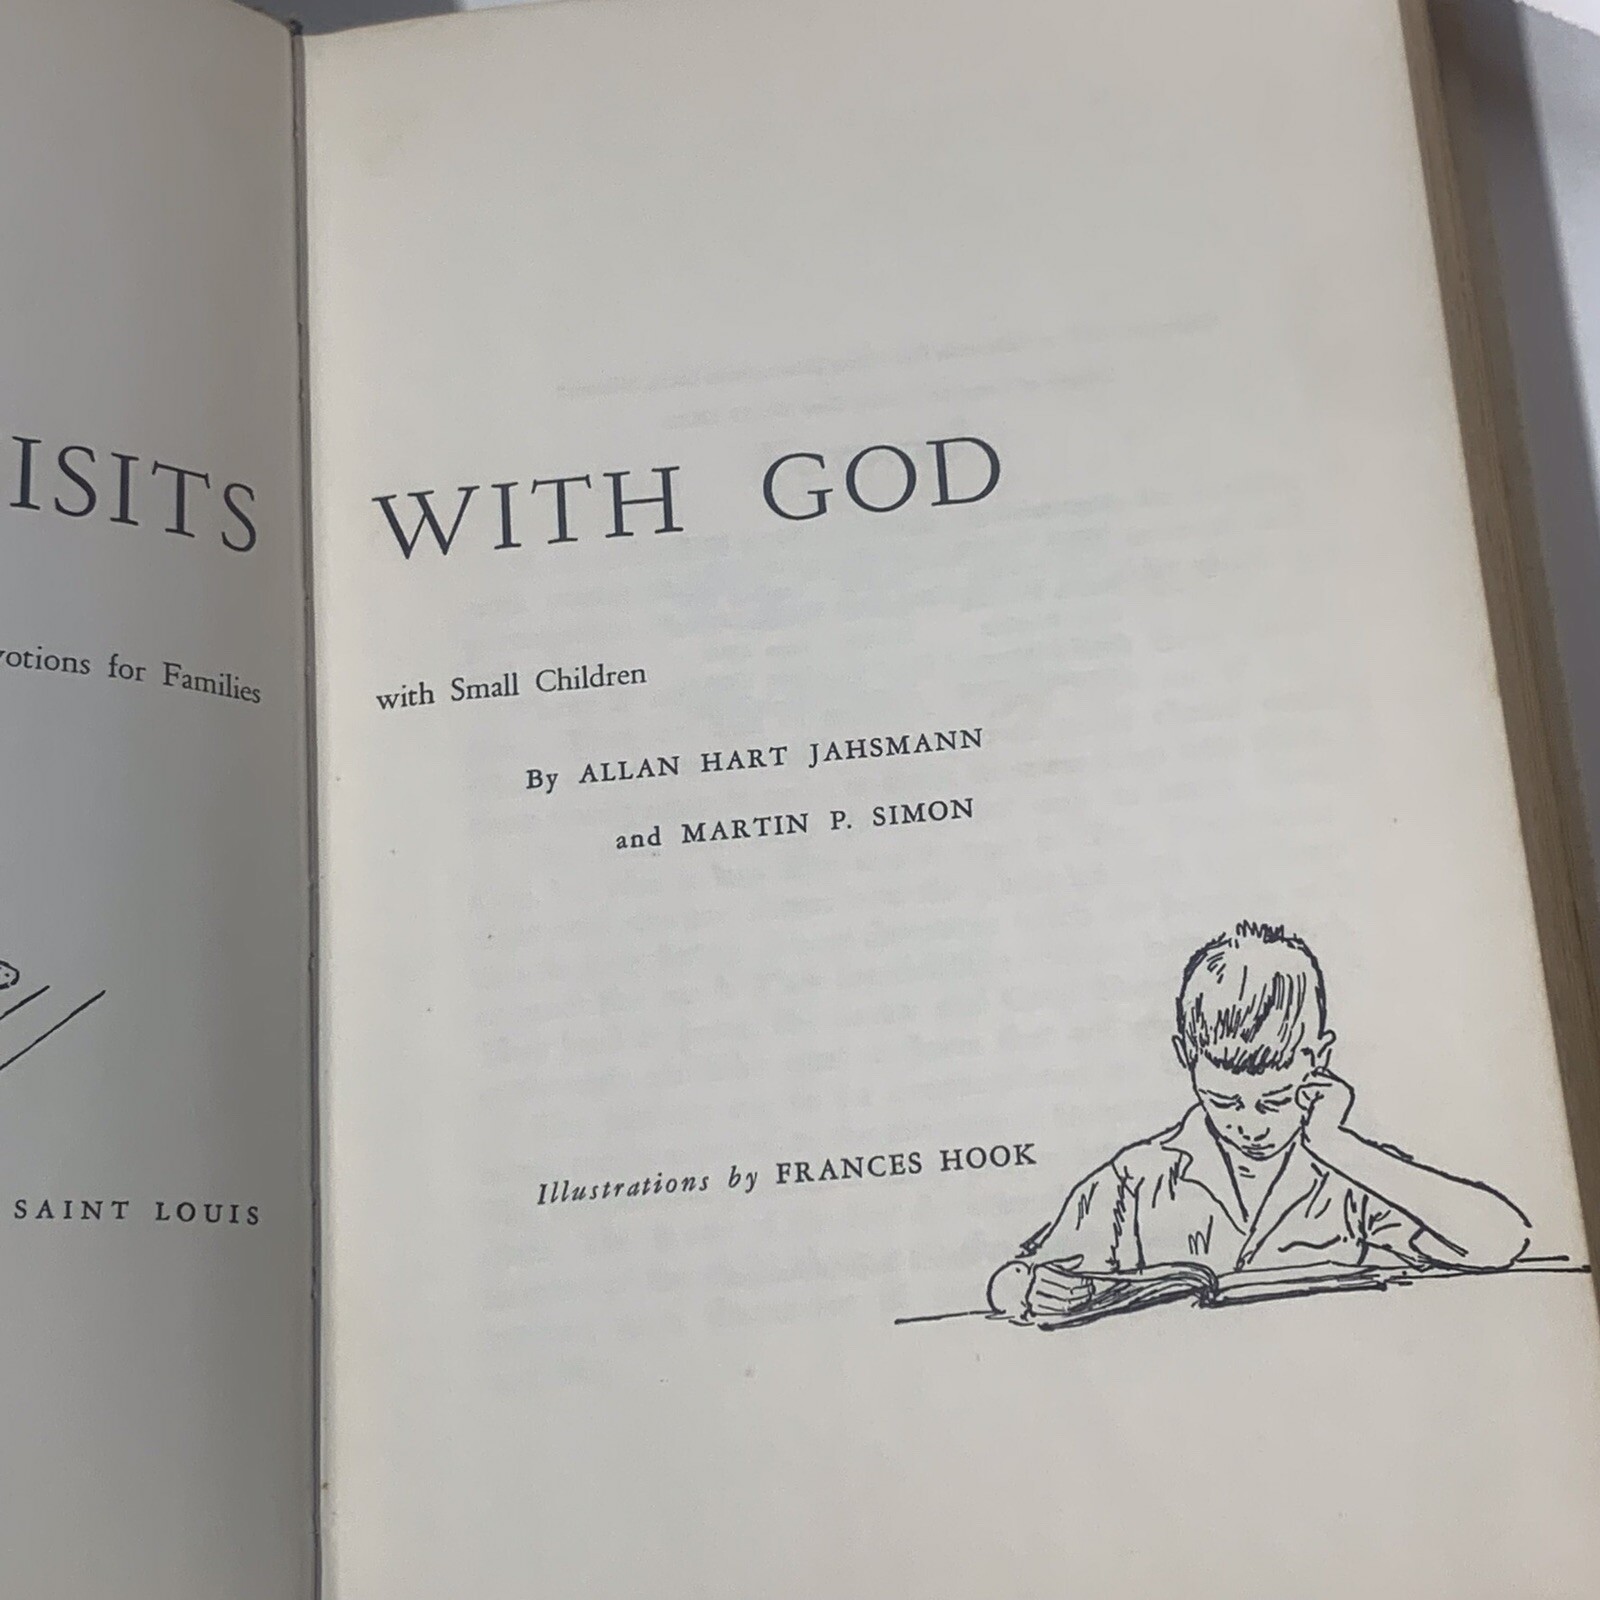 ISITS WITH GOD
votions for Families with Small Children
By ALLAN HART JAHSMANN
and MARTIN P. SIMON
Illustrations by FRANCES HOOK
SAINT LOUIS